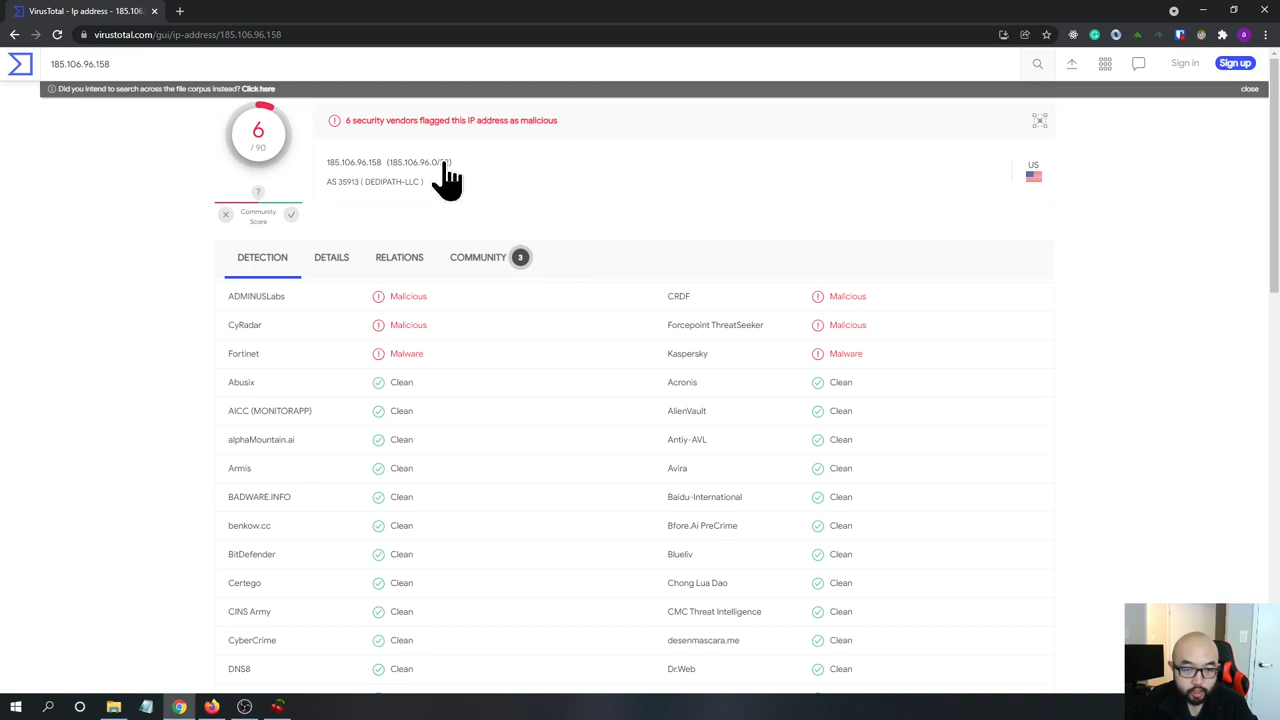 VirusTotal - IP address - 185.106
virustotal.com/gui/ip-address/185.106.96.158
185.106.96.158
Sign in
Sign up
Did you intend to search across the file corpus instead? Click here
close
6
/ 90
6 security vendors flagged this IP address as malicious
185.106.96.158 (185.106.96.0/
AS 35913 ( DEDIPATH-LLC )
US
?
Community
Score
DETECTION
DETAILS
RELATIONS
COMMUNITY
3
ADMINUSLabs Malicious CRDF Malicious
CyRadar Malicious Forcepoint ThreatSeeker Malicious
Fortinet Malware Kaspersky Malware
Abusix Clean Acronis Clean
AICC (MONITORAPP) Clean AlienVault Clean
alphaMountain.ai Clean Antiy-AVL Clean
Armis Clean Avira Clean
BADWARE.INFO Clean Baidu-International Clean
benkow.cc Clean Bfore.Ai PreCrime Clean
BitDefender Clean Blueliv Clean
Certego Clean Chong Lua Dao Clean
CINS Army Clean CMC Threat Intelligence Clean
CyberCrime Clean desenmascara.me Clean
DNS8 Clean Dr.Web Clean